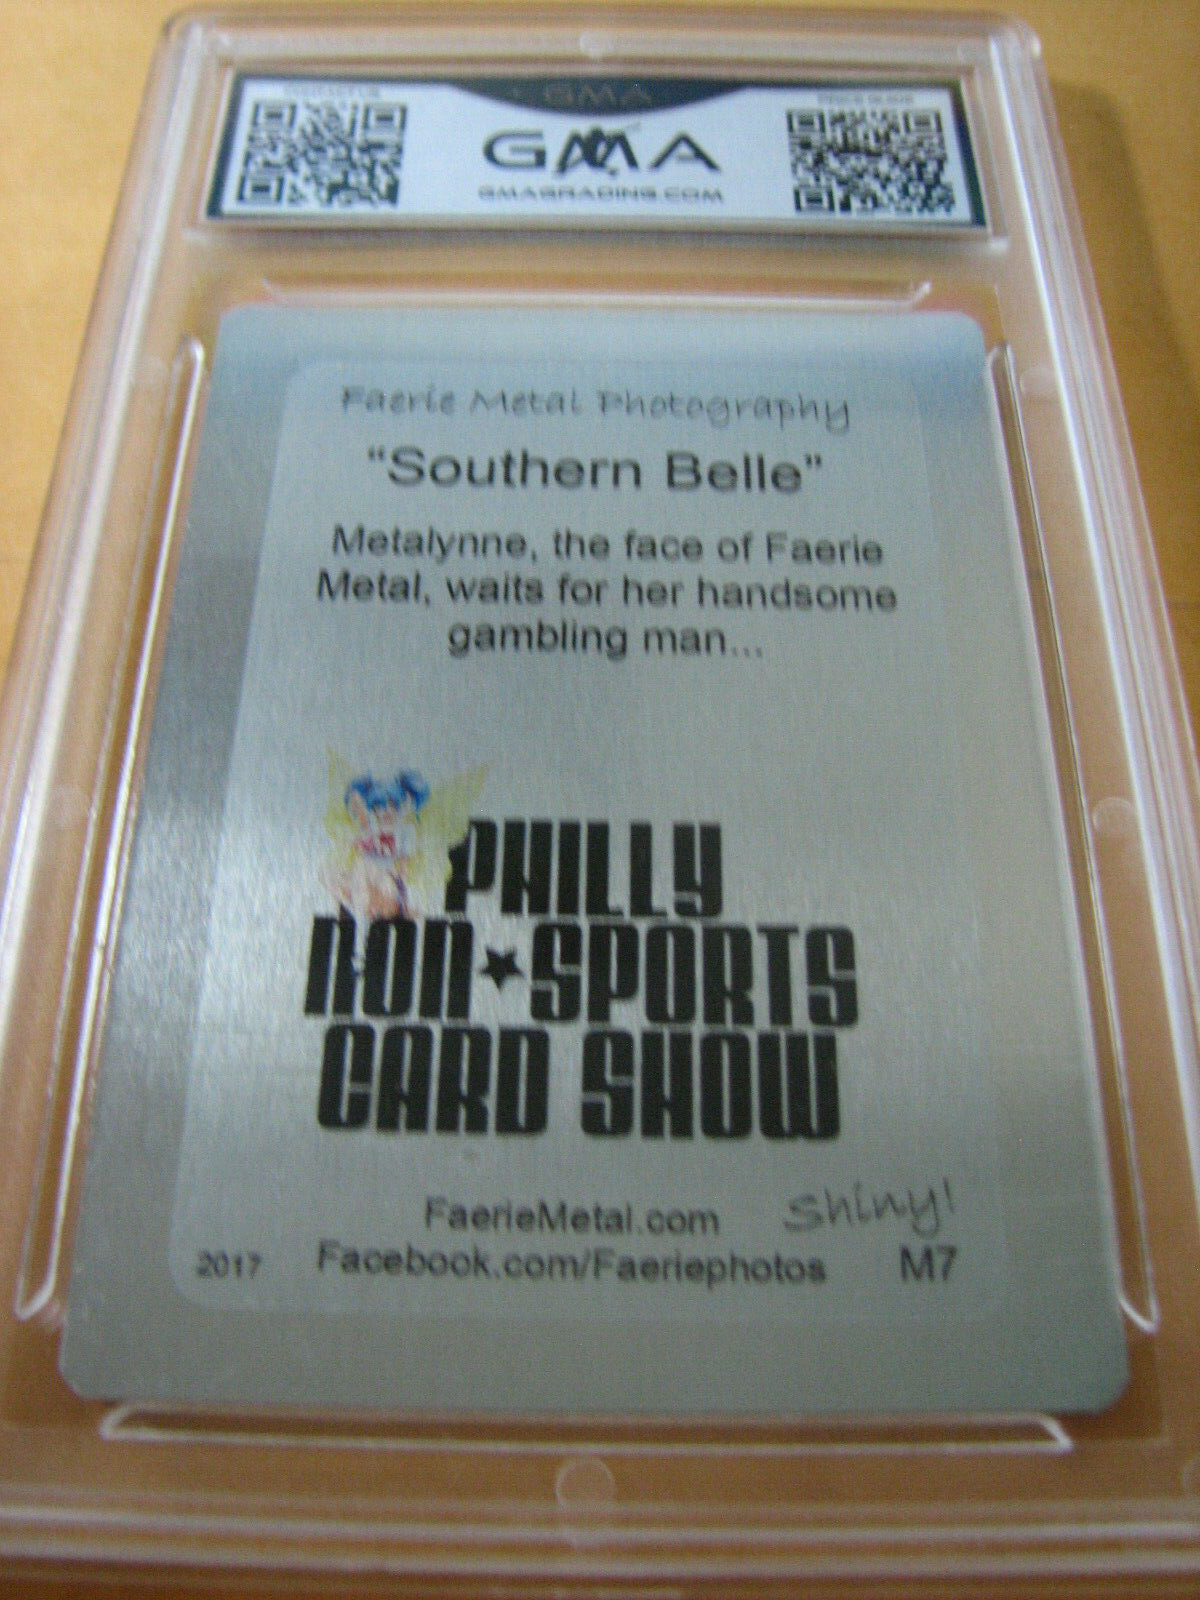 GMA
GMA
GMAGRADING.COM
Faerie Metal Photography
“Southern Belle”
Metalynne, the face of Faerie
Metal, waits for her handsome
gambling man...
PHILLY
NON★SPORTS
CARD SHOW
FaerieMetal.com
Shiny!
2017
Facebook.com/Faeriephotos
M7